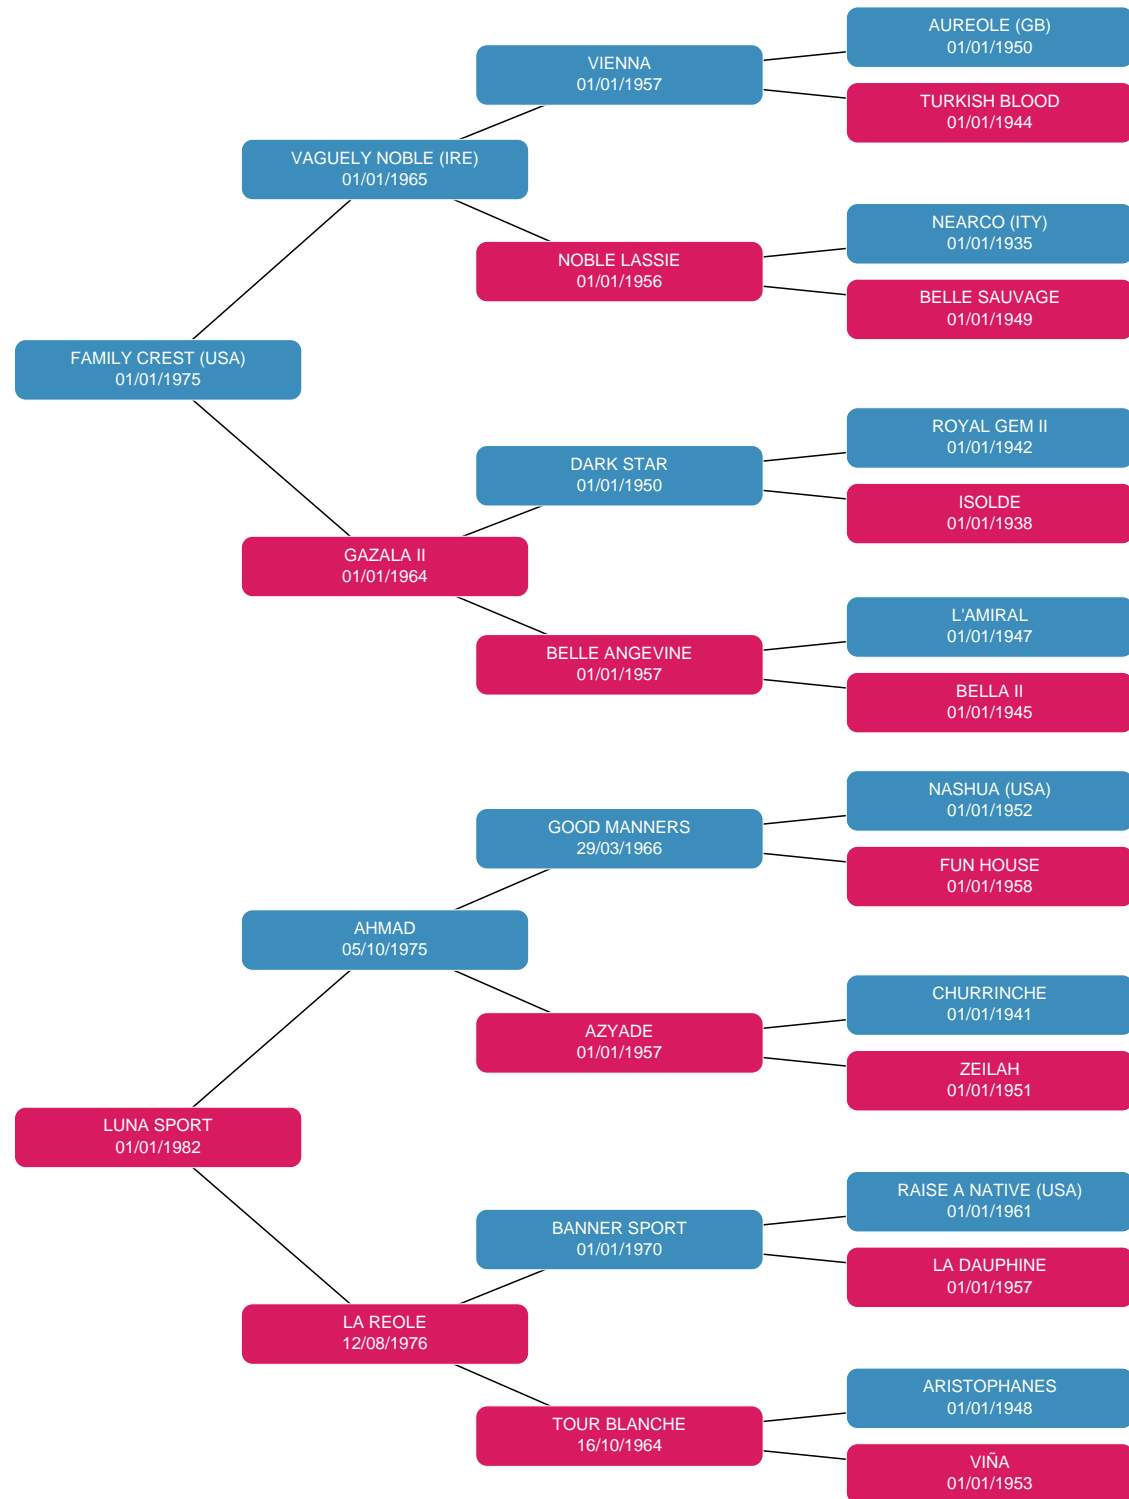 AUREOLE (GB)
01/01/1950
VIENNA
01/01/1957
TURKISH BLOOD
01/01/1944
VAGUELY NOBLE (IRE)
01/01/1965
NEARCO (ITY)
01/01/1935
NOBLE LASSIE
01/01/1956
BELLE SAUVAGE
01/01/1949
FAMILY CREST (USA)
01/01/1975
ROYAL GEM II
01/01/1942
DARK STAR
01/01/1950
ISOLDE
01/01/1938
GAZALA II
01/01/1964
L'AMIRAL
01/01/1947
BELLE ANGEVINE
01/01/1957
BELLA II
01/01/1945
NASHUA (USA)
01/01/1952
GOOD MANNERS
29/03/1966
FUN HOUSE
01/01/1958
AHMAD
05/10/1975
CHURRINCHE
01/01/1941
AZYADE
01/01/1957
ZEILAH
01/01/1951
LUNA SPORT
01/01/1982
RAISE A NATIVE (USA)
01/01/1961
BANNER SPORT
01/01/1970
LA DAUPHINE
01/01/1957
LA REOLE
12/08/1976
ARISTOPHANES
01/01/1948
TOUR BLANCHE
16/10/1964
VIÑA
01/01/1953